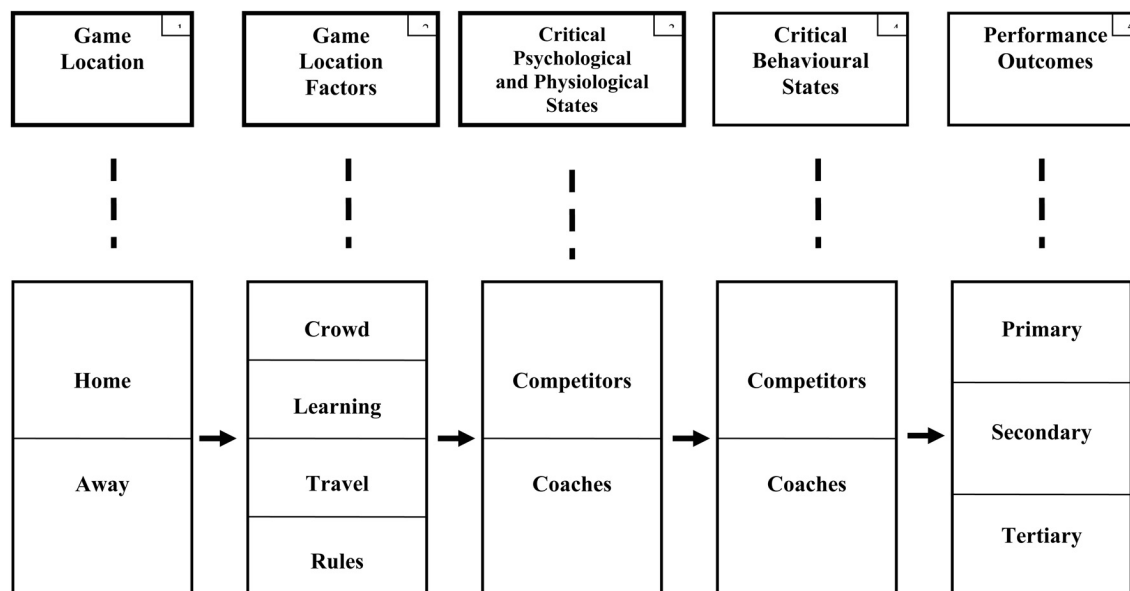 Game
Location
Game
Location
Factors
Critical
Psychological
and Physiological
States
Critical
Behavioural
States
Performance
Outcomes
Crowd
Home
Learning
Away
Travel
Rules
Competitors
Coaches
Competitors
Coaches
Primary
Secondary
Tertiary